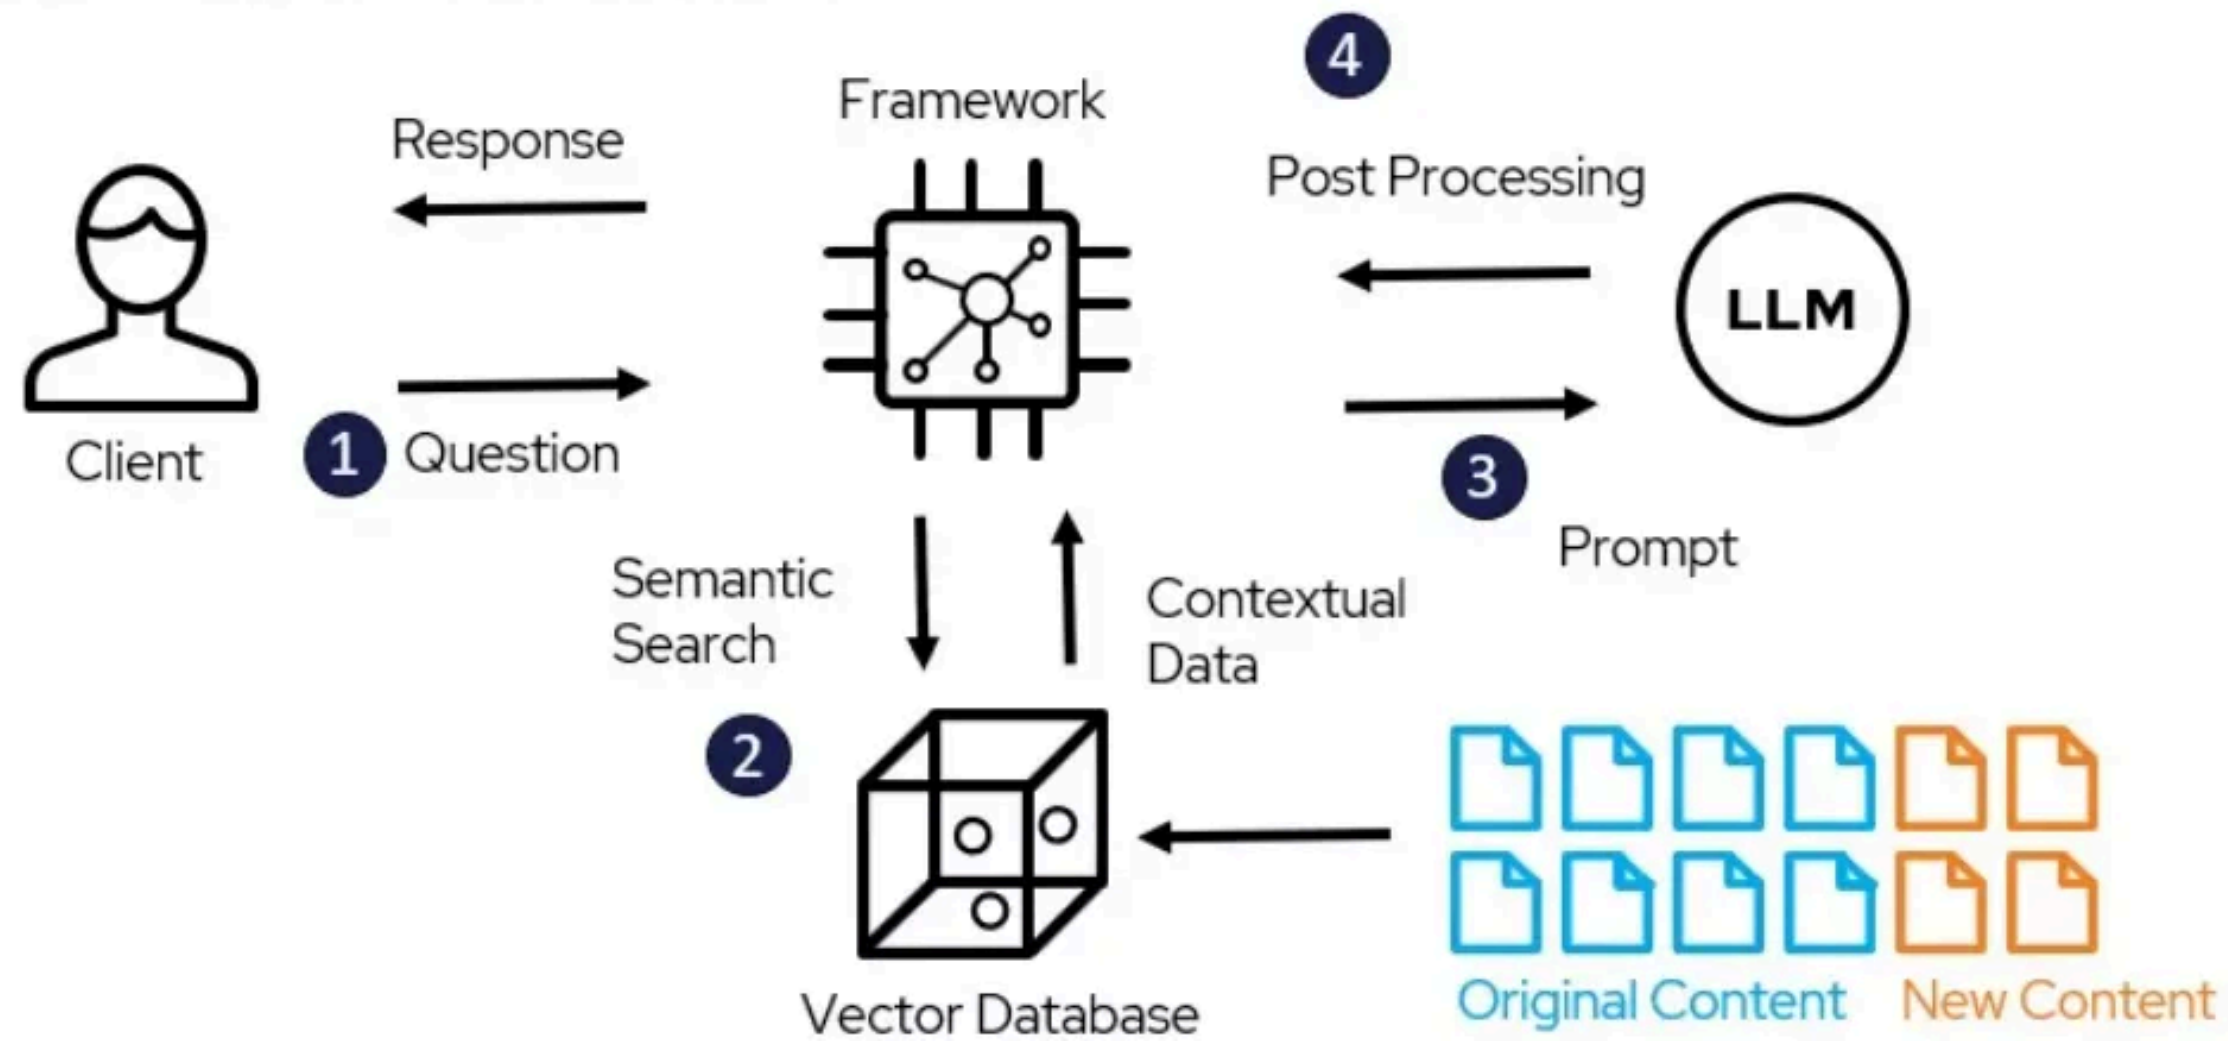 4
Framework
Response
Post Processing
LLM
Client
1 Question
3
Prompt
Semantic
Search
Contextual
Data
2
Vector Database
Original Content
New Content